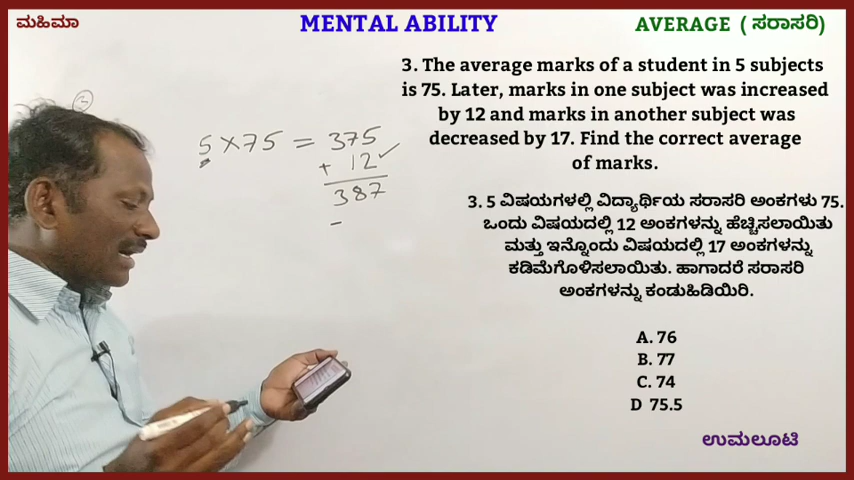 ಮಹಿಮಾ
MENTAL ABILITY
AVERAGE ( ಸರಾಸರಿ)
3. The average marks of a student in 5 subjects
is 75. Later, marks in one subject was increased
by 12 and marks in another subject was
decreased by 17. Find the correct average
of marks.
3. 5 ವಿಷಯಗಳಲ್ಲಿ ವಿದ್ಯಾರ್ಥಿಯ ಸರಾಸರಿ ಅಂಕಗಳು 75.
ಒಂದು ವಿಷಯದಲ್ಲಿ 12 ಅಂಕಗಳನ್ನು ಹೆಚ್ಚಿಸಲಾಯಿತು
ಮತ್ತು ಇನ್ನೊಂದು ವಿಷಯದಲ್ಲಿ 17 ಅಂಕಗಳನ್ನು
ಕಡಿಮೆಗೊಳಿಸಲಾಯಿತು. ಹಾಗಾದರೆ ಸರಾಸರಿ
ಅಂಕಗಳನ್ನು ಕಂಡುಹಿಡಿಯಿರಿ.
A. 76
B. 77
C. 74
D 75.5
ಉಮಲೂಟಿ
3
5 × 75 = 375
+ 12 ✓
387
–